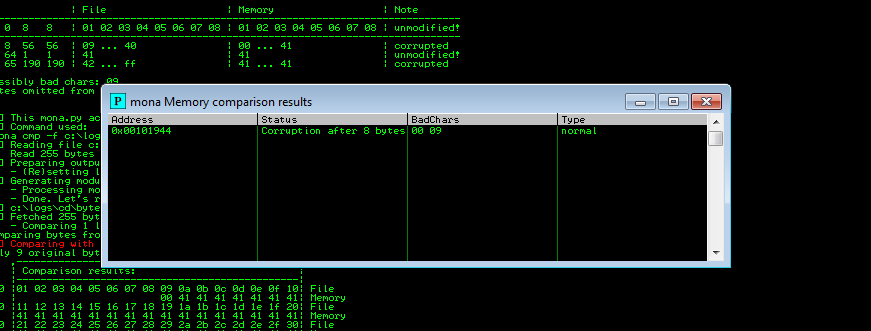 | File | Memory | Note
0 8 8 | 01 02 03 04 05 06 07 08 | 01 02 03 04 05 06 07 08 | unmodified!
8 56 56 | 09 ... 40 | 00 ... 41 | corrupted
64 1 1 | 41 | 41 | unmodified!
65 190 190 | 42 ... ff | 41 ... 41 | corrupted
ssibly bad chars: 09
tes omitted from
mona Memory comparison results
Address Status BadChars Type
0x00101944 Corruption after 8 bytes 00 09 normal
] This mona.py ac
] Command used:
ona cmp -f c:\log
] Reading file c:
Read 255 bytes
] Preparing outpu
- (Re)setting l
] Generating modu
- Processing mo
- Done. Let's r
] c:\logs\cd\byte
] Fetched 255 byt
- Comparing 1 l
mparing bytes fro
] Comparing with
ly 9 original byt
| Comparison results:
0 |01 02 03 04 05 06 07 08 09 0a 0b 0c 0d 0e 0f 10| File
| 00 41 41 41 41 41 41 41| Memory
0 |11 12 13 14 15 16 17 18 19 1a 1b 1c 1d 1e 1f 20| File
|41 41 41 41 41 41 41 41 41 41 41 41 41 41 41 41| Memory
0 |21 22 23 24 25 26 27 28 29 2a 2b 2c 2d 2e 2f 30| File